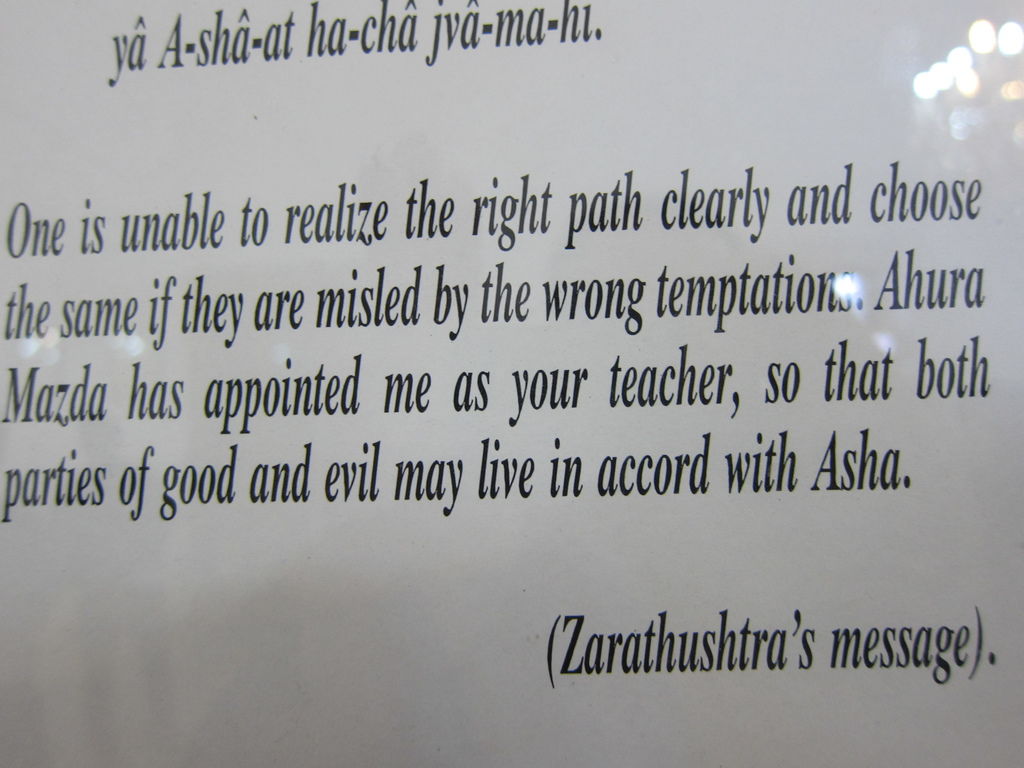 yâ A-shâ-at ha-châ jvâ-ma-hi.
One is unable to realize the right path clearly and choose
the same if they are misled by the wrong temptations. Ahura
Mazda has appointed me as your teacher, so that both
parties of good and evil may live in accord with Asha.
(Zarathushtra's message).